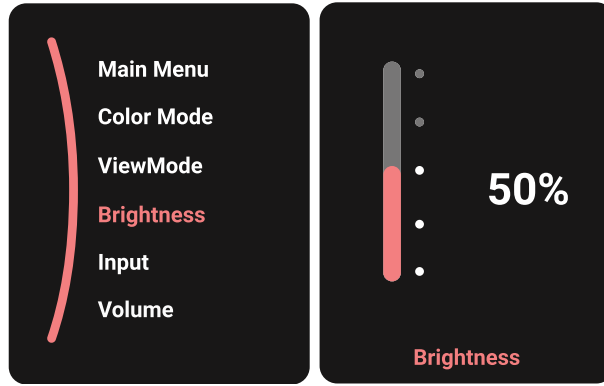 Main Menu
Color Mode
ViewMode
Brightness
Input
Volume
50%
Brightness